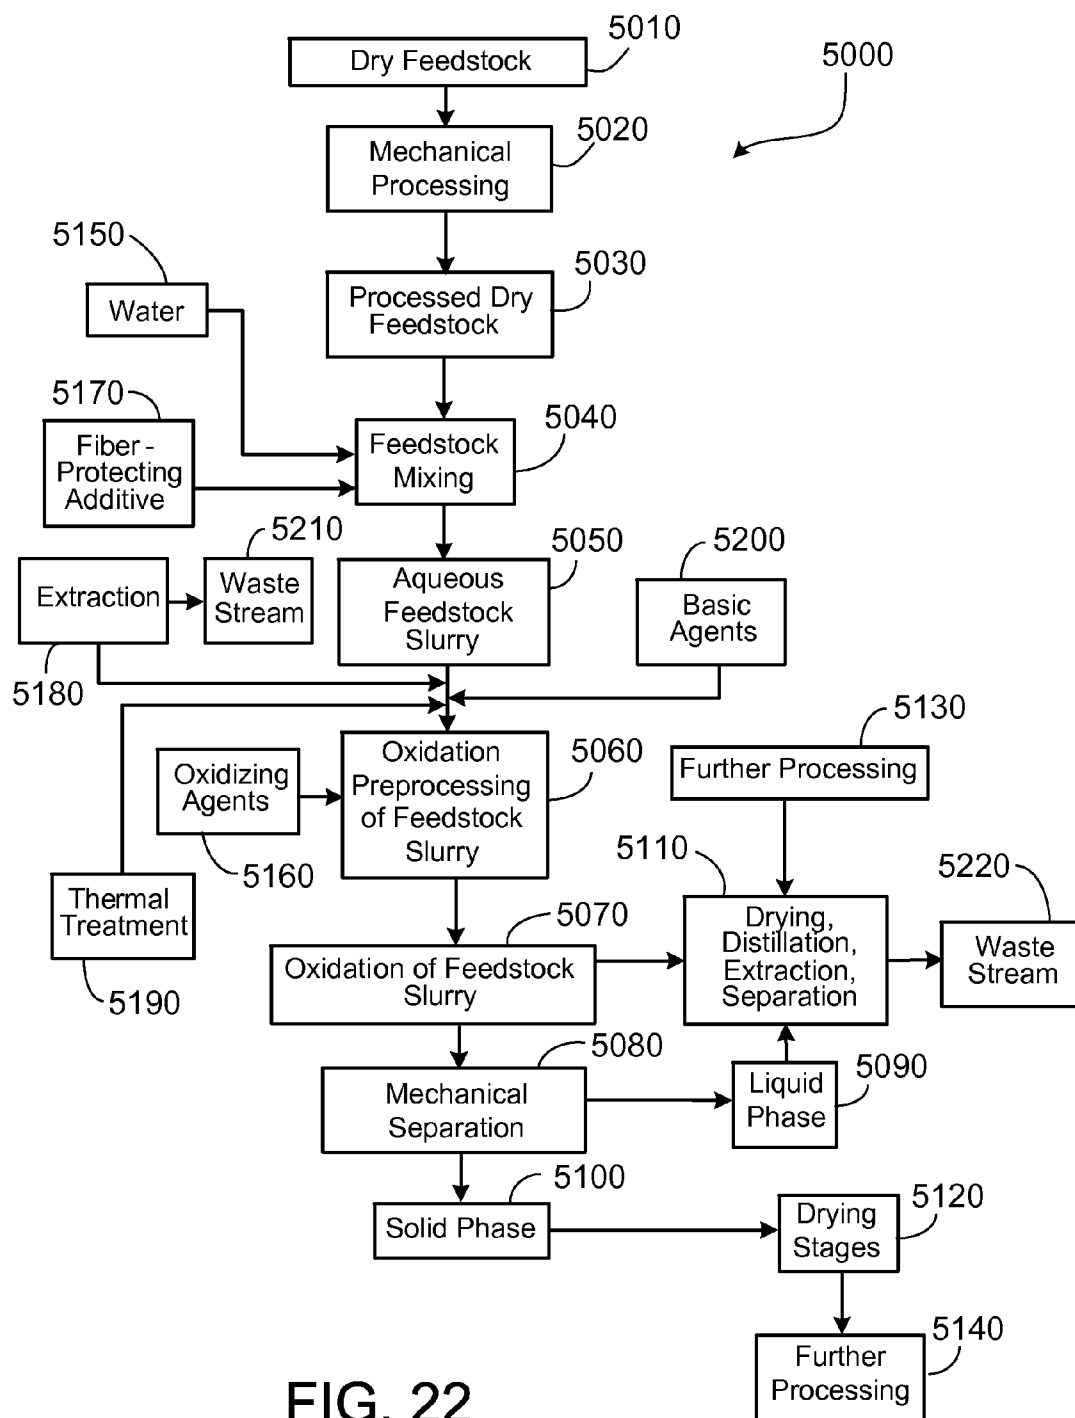 5010
Dry Feedstock
5000
5020
Mechanical
Processing
5150
Water
5030
Processed Dry
Feedstock
5170
Fiber-
Protecting
Additive
5040
Feedstock
Mixing
5210
Extraction
Waste
Stream
5180
5050
Aqueous
Feedstock
Slurry
5200
Basic
Agents
5130
Further Processing
5060
Oxidation
Preprocessing
of Feedstock
Slurry
Oxidizing
Agents
5160
Thermal
Treatment
5190
5110
Drying,
Distillation,
Extraction,
Separation
5220
Waste
Stream
5070
Oxidation of Feedstock
Slurry
5080
Mechanical
Separation
5090
Liquid
Phase
5100
Solid Phase
5120
Drying
Stages
5140
Further
Processing
FIG. 22